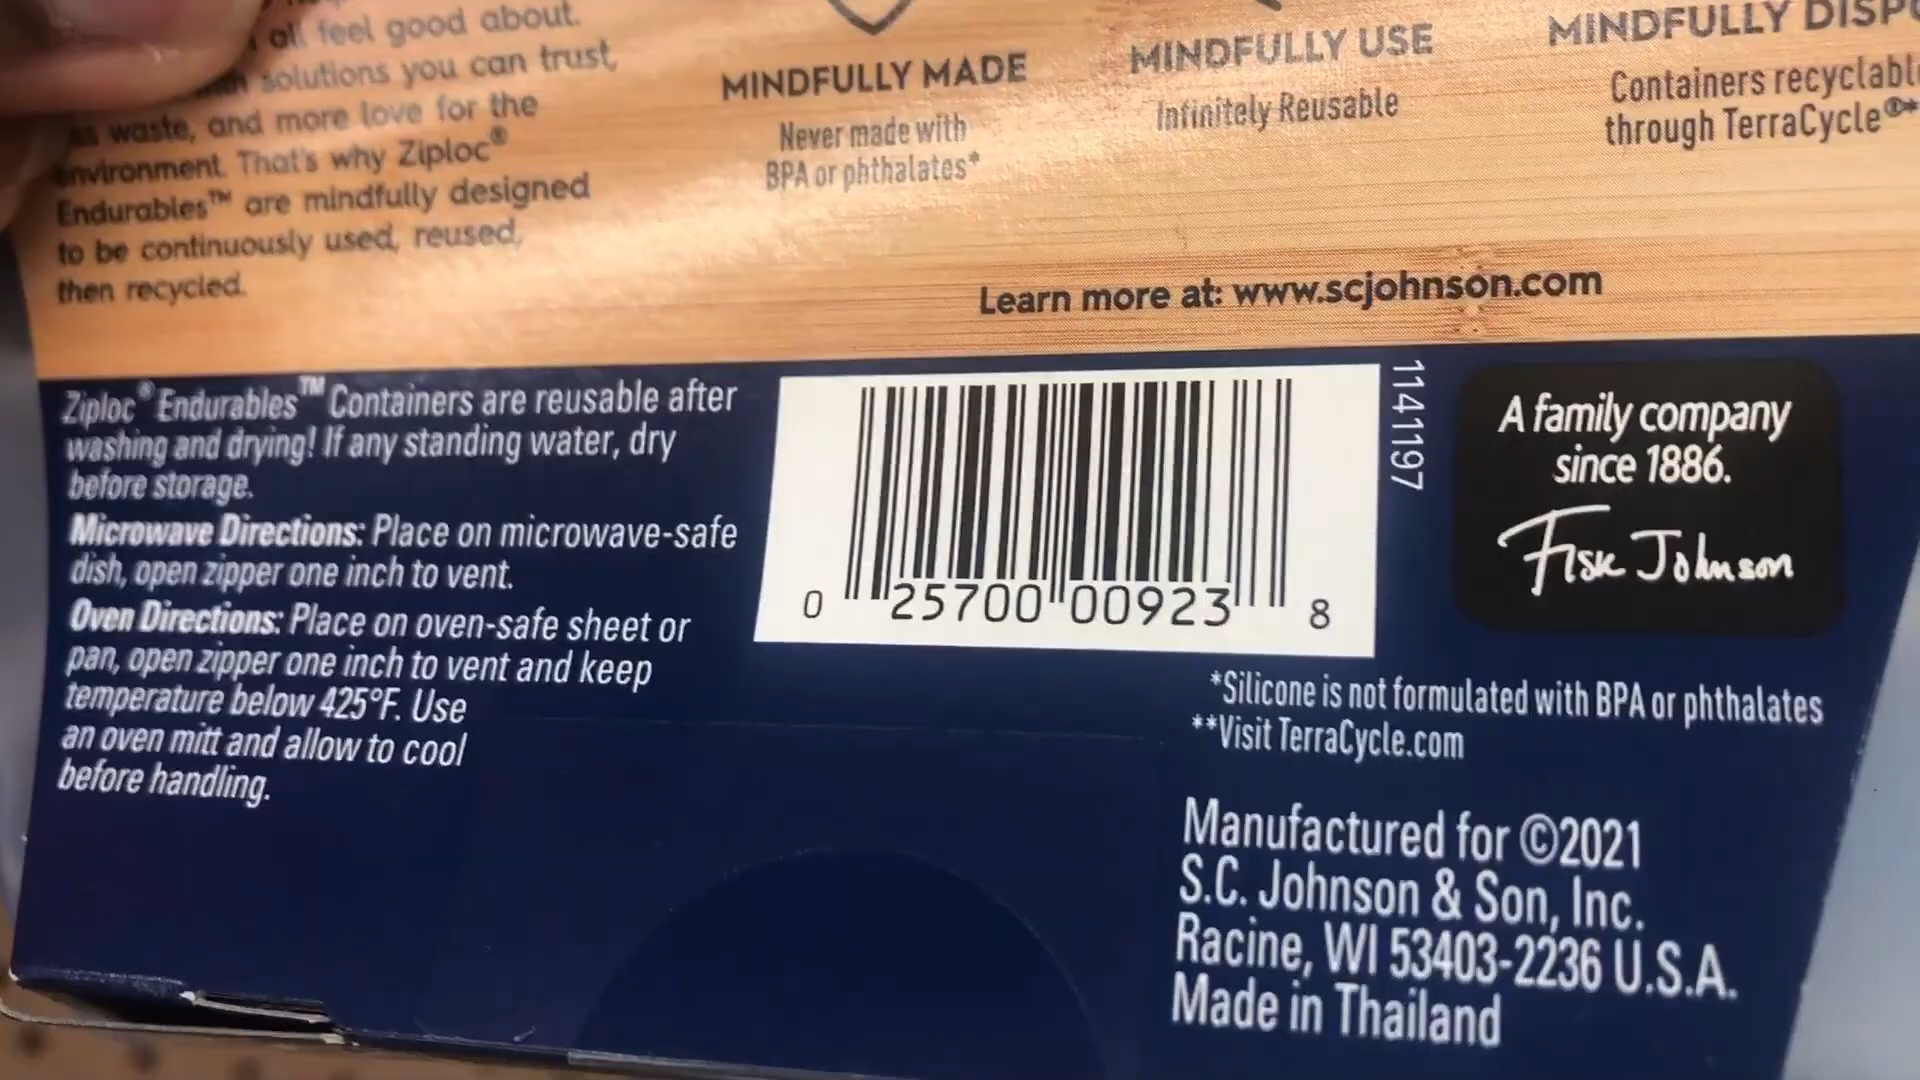 all feel good about.
solutions you can trust,
waste, and more love for the
environment. That's why Ziploc®
Endurables™ are mindfully designed
to be continuously used, reused,
then recycled.
MINDFULLY MADE
Never made with
BPA or phthalates*
MINDFULLY USE
Infinitely Reusable
MINDFULLY
Containers
through TerraCycle®*
Learn more at: www.scjohnson.com
Ziploc® Endurables™ Containers are reusable after
washing and drying! If any standing water, dry
before storage.
Microwave Directions: Place on microwave-safe
dish, open zipper one inch to vent.
Oven Directions: Place on oven-safe sheet or
pan, open zipper one inch to vent and keep
temperature below 425°F. Use
an oven mitt and allow to cool
before handling.
0 25700 00923 8
1141197
A family company
since 1886.
Fisk Johnson
*Silicone is not formulated with BPA or phthalates
**Visit TerraCycle.com
Manufactured for ©2021
S.C. Johnson & Son, Inc.
Racine, WI 53403-2236 U.S.A.
Made in Thailand